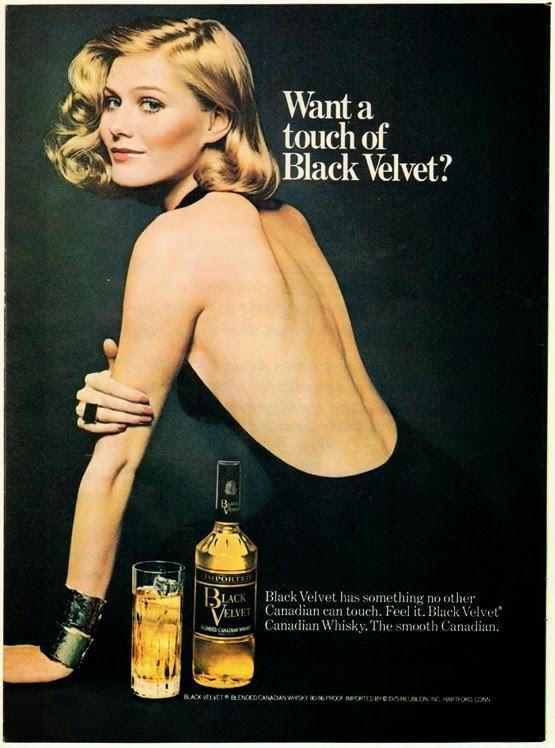 Want a
touch of
Black Velvet?
BLACK
VELVET
IMPORTED
BLACK
VELVET
BLENDED CANADIAN WHISKY
Black Velvet has something no other
Canadian can touch. Feel it. Black Velvet®
Canadian Whisky. The smooth Canadian.
BLACK VELVET ® BLENDED CANADIAN WHISKY. 80/86 PROOF. IMPORTED BY © 1975 HEUBLEIN, INC. HARTFORD, CONN.